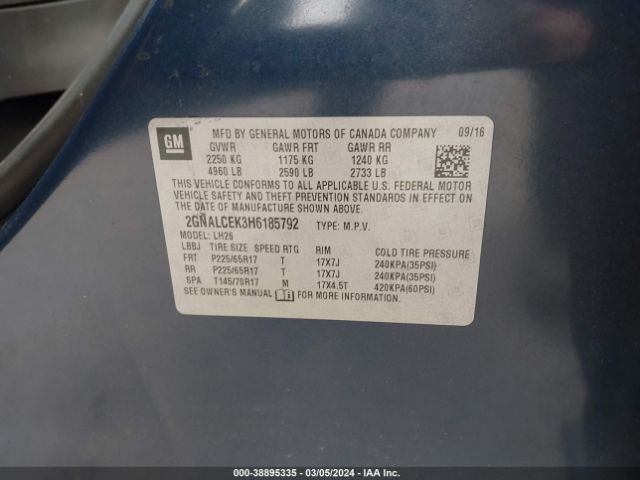 GM
MFD BY GENERAL MOTORS OF CANADA COMPANY 09/16
GVWR GAWR FRT GAWR RR
2250 KG 1175 KG 1240 KG
4960 LB 2590 LB 2733 LB
THIS VEHICLE CONFORMS TO ALL APPLICABLE U.S. FEDERAL MOTOR
VEHICLE SAFETY AND THEFT PREVENTION STANDARDS IN EFFECT
ON THE DATE OF MANUFACTURE SHOWN ABOVE.
2GNALCEK3H6185792 TYPE: M.P.V.
MODEL: LH26
LBBJ TIRE SIZE SPEED RTG RIM COLD TIRE PRESSURE
FRT P225/65R17 T 17X7J 240KPA(35PSI)
RR P225/65R17 T 17X7J 240KPA(35PSI)
SPA T145/70R17 M 17X4.5T 420KPA(60PSI)
SEE OWNER'S MANUAL FOR MORE INFORMATION
StockNum - 38895335 - 03/05/2024 - IAA Inc.